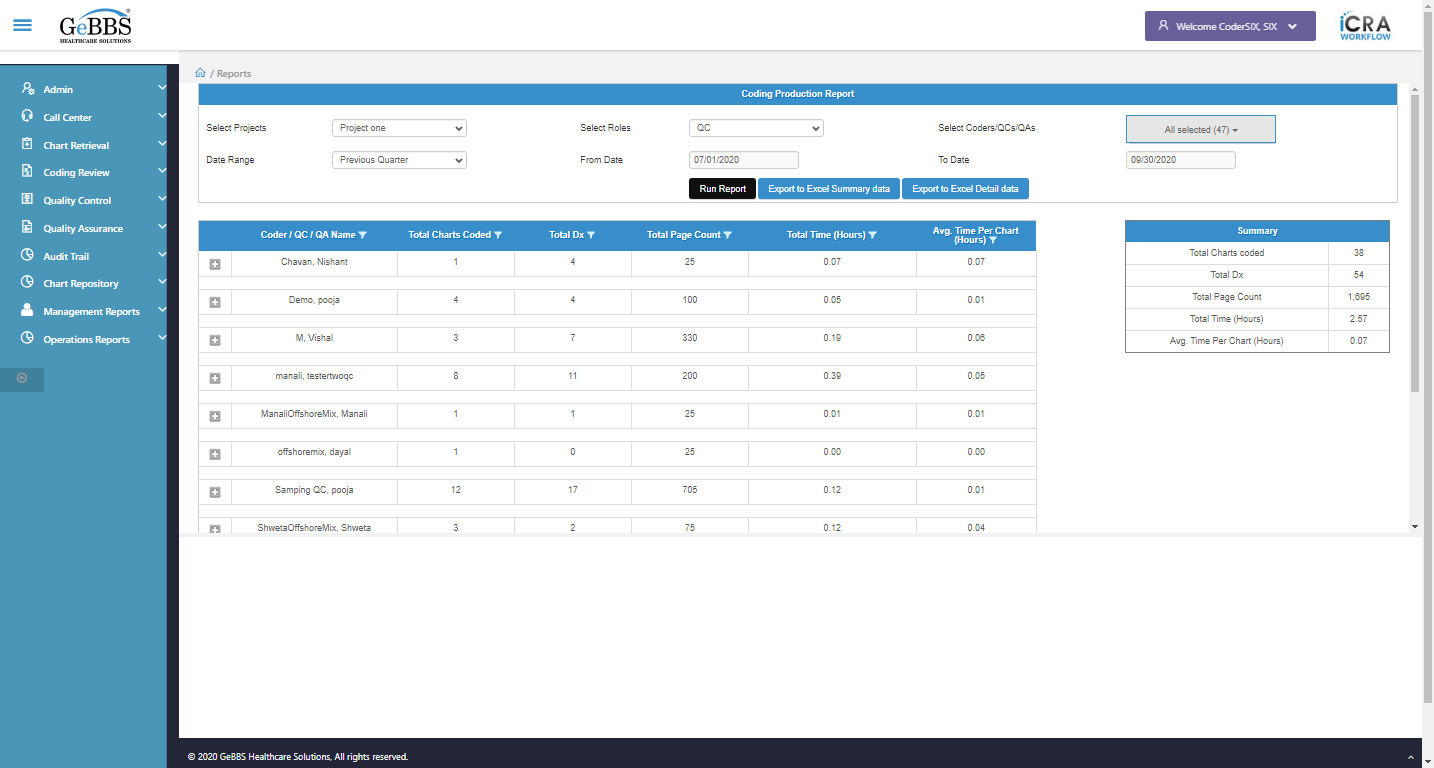 GeBBS®
HEALTHCARE SOLUTIONS
Welcome CoderSIX, SIX
iCRA
WORKFLOW
/ Reports
Admin
Call Center
Chart Retrieval
Coding Review
Quality Control
Quality Assurance
Audit Trail
Chart Repository
Management Reports
Operations Reports
Coding Production Report
Select Projects Project one Select Roles QC Select Coders/QCs/QAs All selected (47)
Date Range Previous Quarter From Date 07/01/2020 To Date 09/30/2020
Run Report Export to Excel Summary data Export to Excel Detail data
Coder / QC / QA Name Total Charts Coded Total Dx Total Page Count Total Time (Hours) Avg. Time Per Chart (Hours)
Chavan, Nishant 1 4 25 0.07 0.07
Demo, pooja 4 4 100 0.05 0.01
M, Vishal 3 7 330 0.19 0.06
manali, testertwoqc 8 11 200 0.39 0.05
ManaliOffshoreMix, Manali 1 1 25 0.01 0.01
offshoremix, dayal 1 0 25 0.00 0.00
Samping QC, pooja 12 17 705 0.12 0.01
ShwetaOffshoreMix, Shweta 3 2 75 0.12 0.04
Summary
Total Charts coded 38
Total Dx 54
Total Page Count 1,695
Total Time (Hours) 2.57
Avg. Time Per Chart (Hours) 0.07
© 2020 GeBBS Healthcare Solutions, All rights reserved.